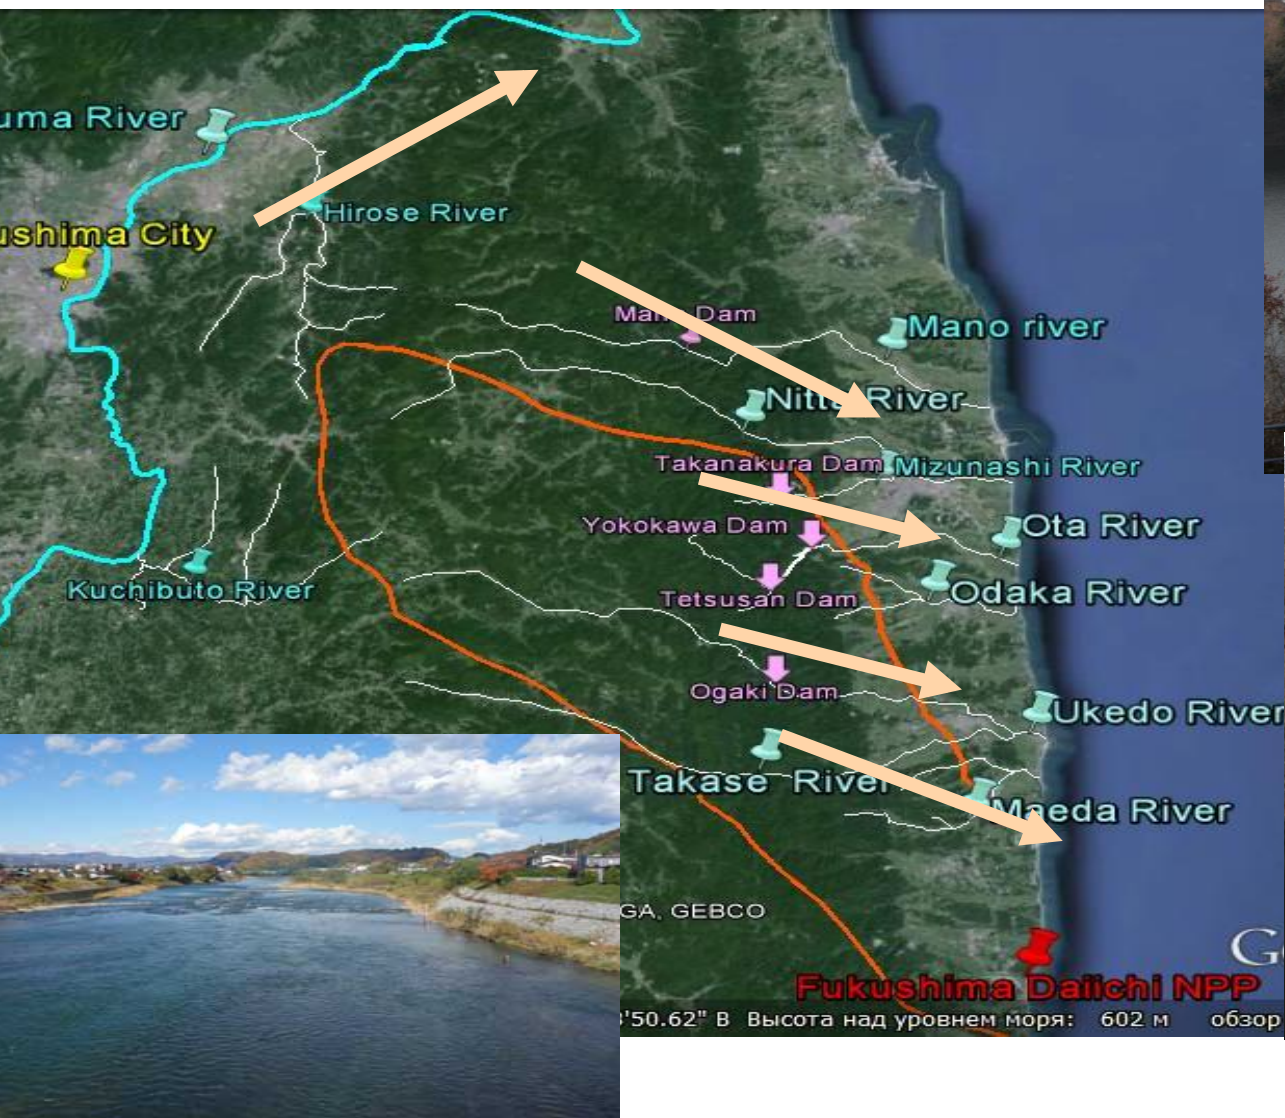 uma River
Hirose River
ushima City
Mano Dam
Mano river
Nitta River
Takanakura Dam
Mizunashi River
Yokokawa Dam
Ota River
Kuchibuto River
Tetsusan Dam
Odaka River
Ogaki Dam
Ukedo River
Takase River
Maeda River
GA, GEBCO
Fukushima Daiichi NPP
'50.62" В Высота над уровнем моря: 602 м обзор